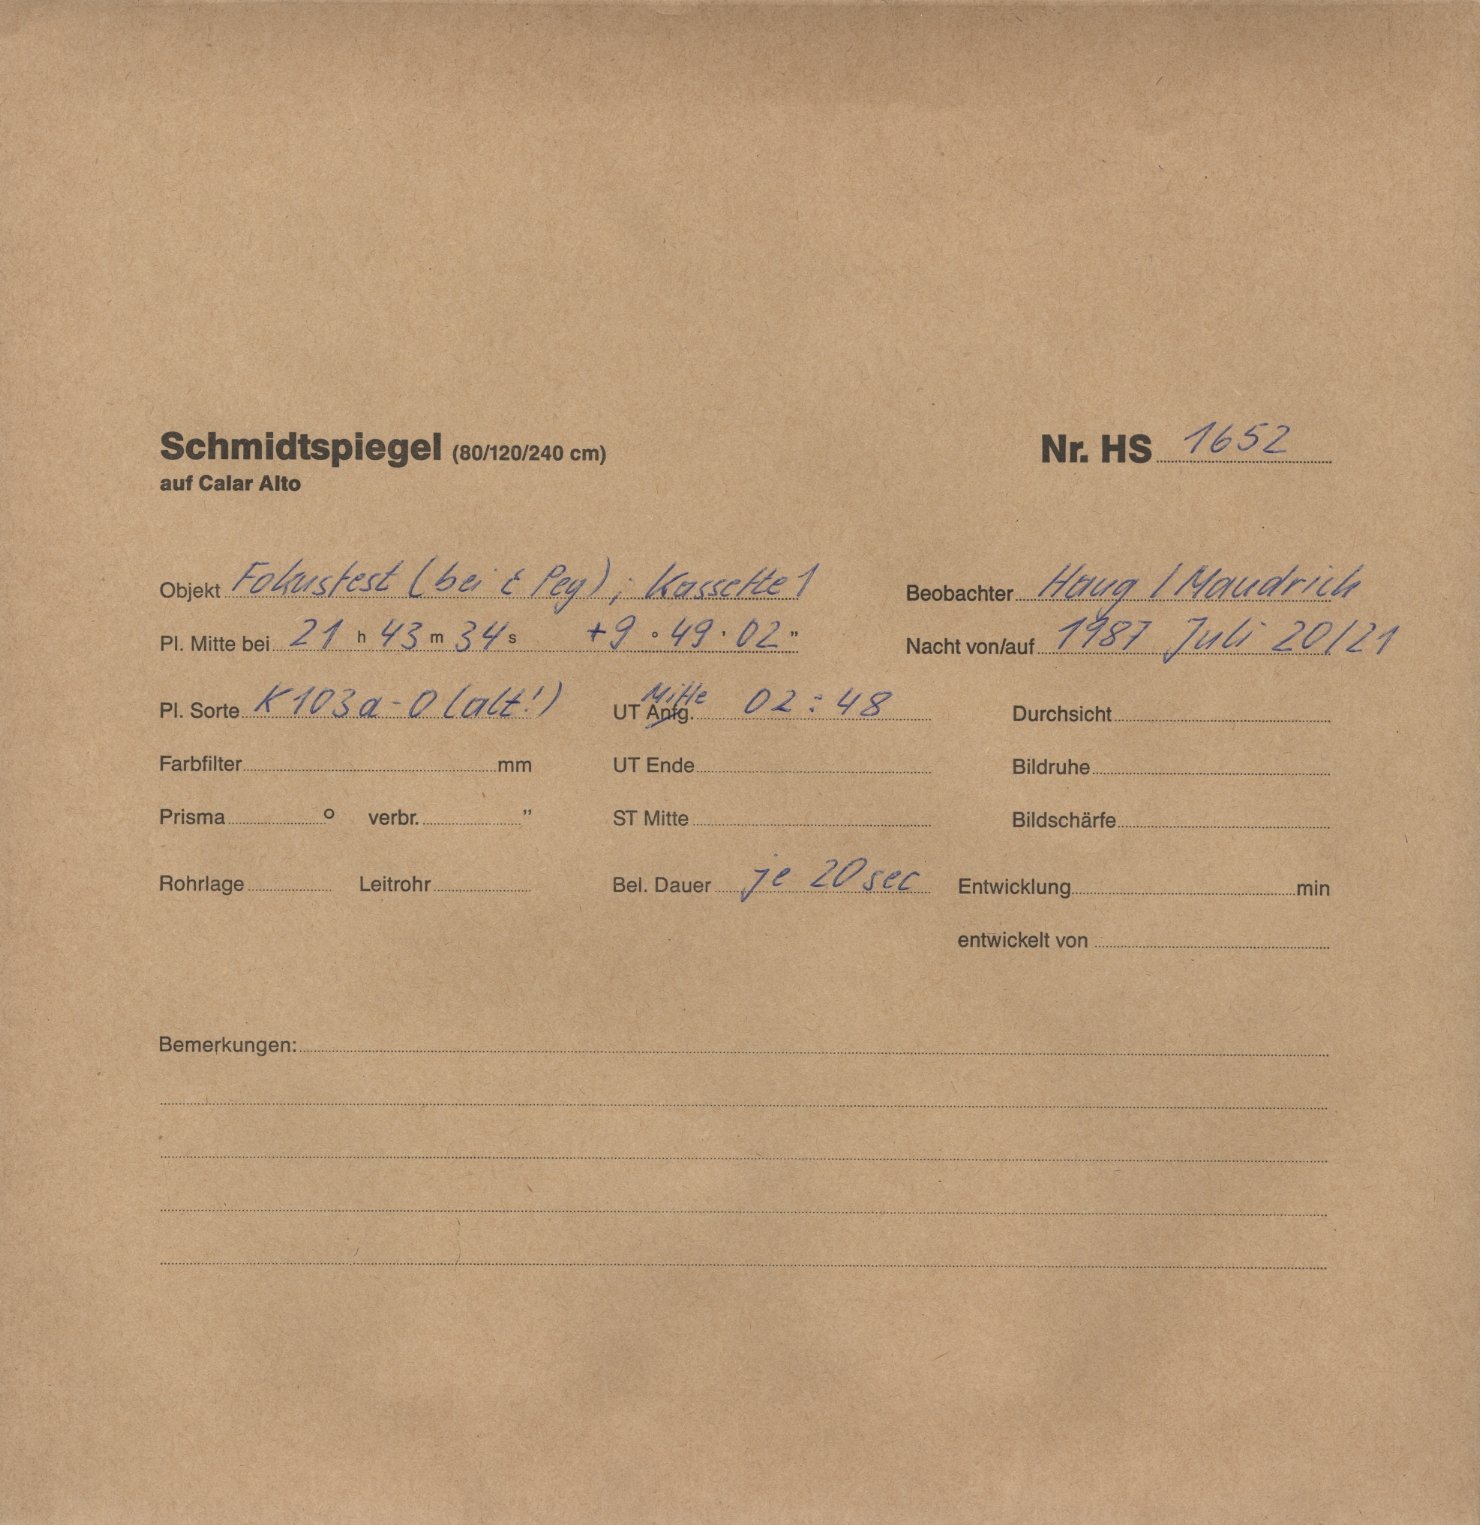 Schmidtspiegel (80/120/240 cm)
auf Calar Alto
Nr. HS 1652
Objekt Fokustest (bei ε Peg); Kassette 1
Beobachter Haug / Maudrich
Pl. Mitte bei 21 h 43 m 34 s +9 ° 49 ' 02 "
Nacht von/auf 1987 Juli 20/21
Mitte
Pl. Sorte K103a-O (alt!)
UT Anfg. 02:48
Durchsicht
Farbfilter mm
UT Ende
Bildruhe
Prisma ° verbr. "
ST Mitte
Bildschärfe
Rohrlage Leitrohr
Bel. Dauer je 20 sec
Entwicklung min
entwickelt von
Bemerkungen: